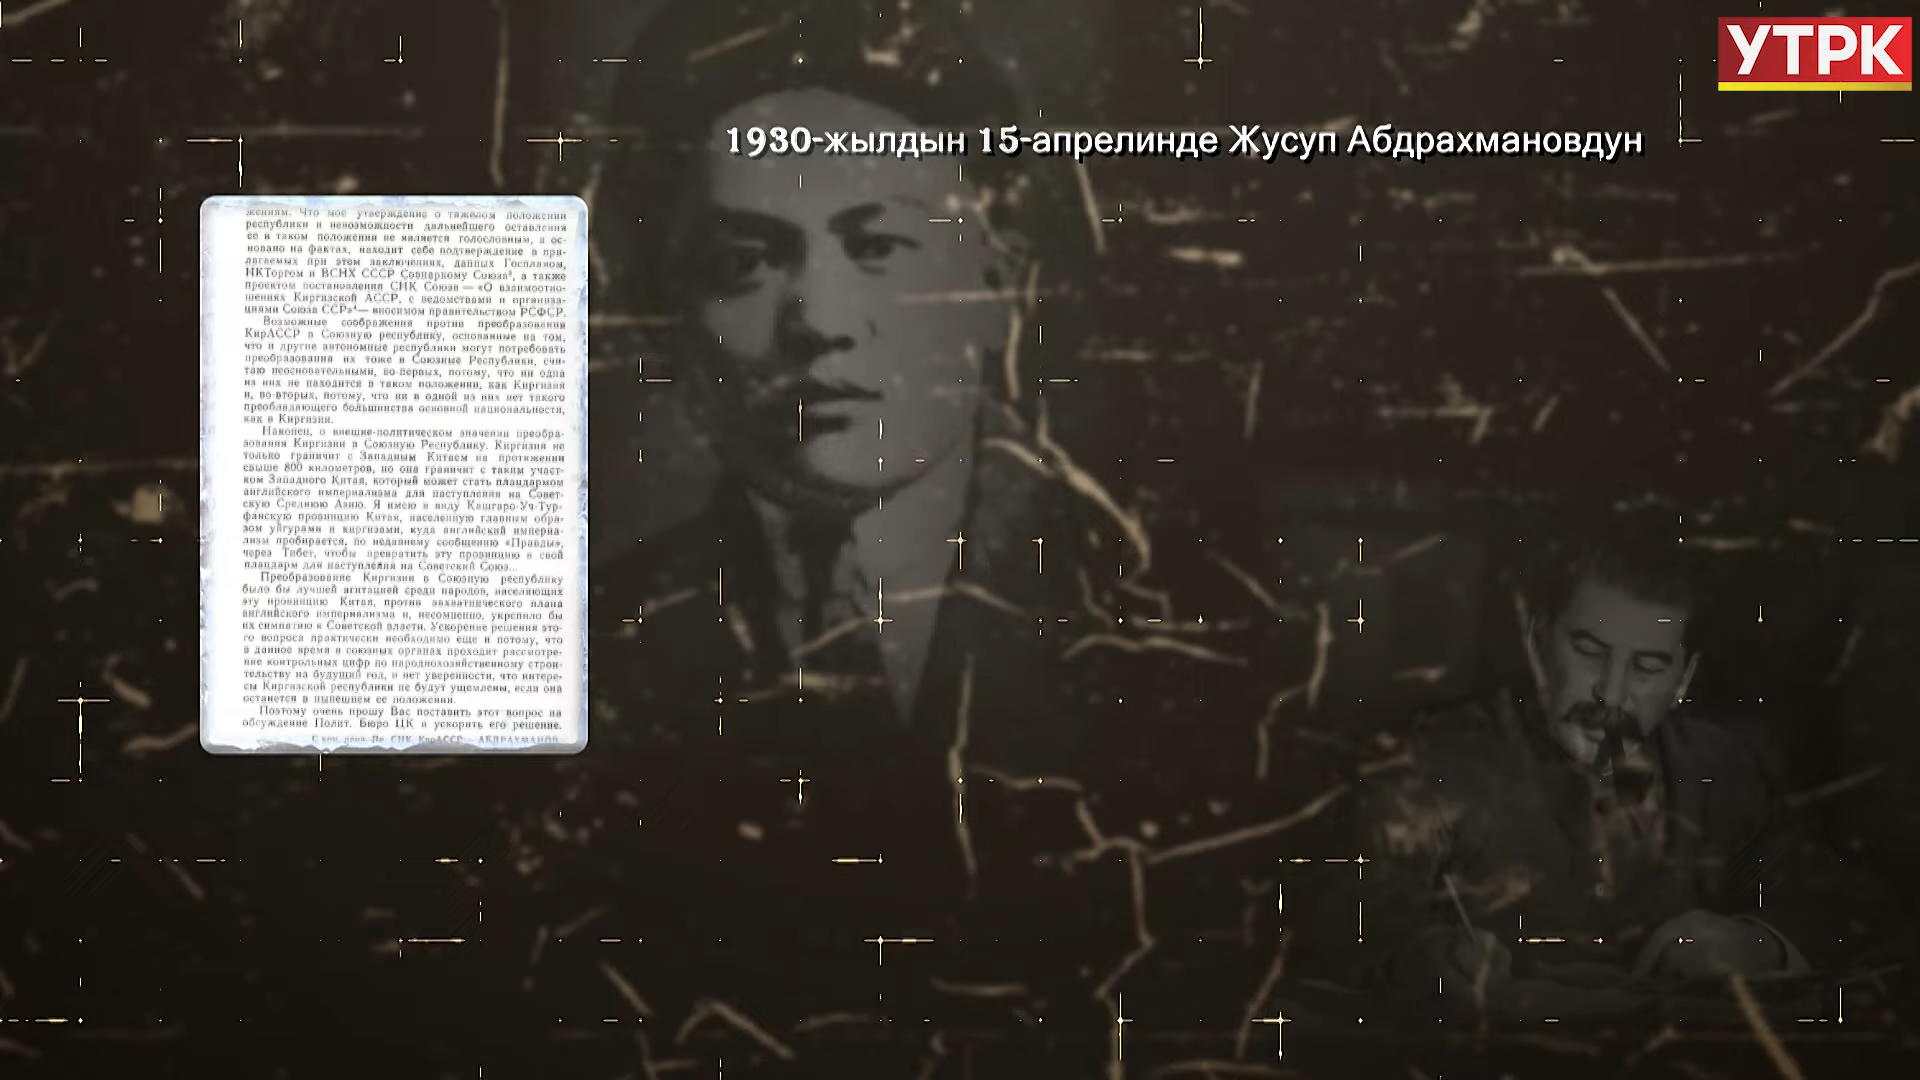 УТРК
1930-жылдын 15-апрелинде Жусуп Абдрахмановдун
жениям. Что мое утверждение о тяжелом положении
республики и невозможности дальнейшего оставления
ее в таком положении не является голословным, а ос-
новано на фактах, находит себе подтверждение в при-
лагаемых при этом заключениях, данных Госпланом,
НКТоргом и ВСНХ СССР Совнаркому Союза³, а также
проектом постановления СНК Союза — «О взаимоотно-
шениях Киргизской АССР, с ведомствами и организа-
циями Союза ССР»⁴— вносимом правительством РСФСР.
Возможные соображения против преобразования
КирАССР в Союзную республику, основанные на том,
что и другие автономные республики могут потребовать
преобразования их тоже в Союзные Республики, счи-
таю неосновательными, во-первых, потому, что ни одна
из них не находится в таком положении, как Киргизия
и, во-вторых, потому, что ни в одной из них нет такого
преобладающего большинства основной национальности,
как в Киргизии.
Наконец, о внешне-политическом значении преобра-
зования Киргизии в Союзную Республику. Киргизия не
только граничит с Западным Китаем на протяжении
свыше 800 километров, но она граничит с таким участ-
ком Западного Китая, который может стать плацдармом
английского империализма для наступления на Совет-
скую Среднюю Азию. Я имею в виду Кашгаро-Уч-Тур-
фанскую провинцию Китая, населенную главным обра-
зом уйгурами и киргизами, куда английский империа-
лизм пробирается, по недавнему сообщению «Правды»,
через Тибет, чтобы превратить эту провинцию в свой
плацдарм для наступления на Советский Союз...
Преобразование Киргизии в Союзную республику
было бы лучшей агитацией среди народов, населяющих
эту провинцию Китая, против захватнического плана
английского империализма и, несомненно, укрепило бы
их симпатию к Советской власти. Ускорение решения это-
го вопроса практически необходимо еще и потому, что
в данное время в союзных органах проходит рассмотре-
ние контрольных цифр по народнохозяйственному строи-
тельству на будущий год, и нет уверенности, что интере-
сы Киргизской республики не будут ущемлены, если она
останется в нынешнем ее положении.
Поэтому очень прошу Вас поставить этот вопрос на
обсуждение Полит. Бюро ЦК и ускорить его решение.
С ком. прив. Пр. СНК КирАССР — АБДРАХМАНОВ.